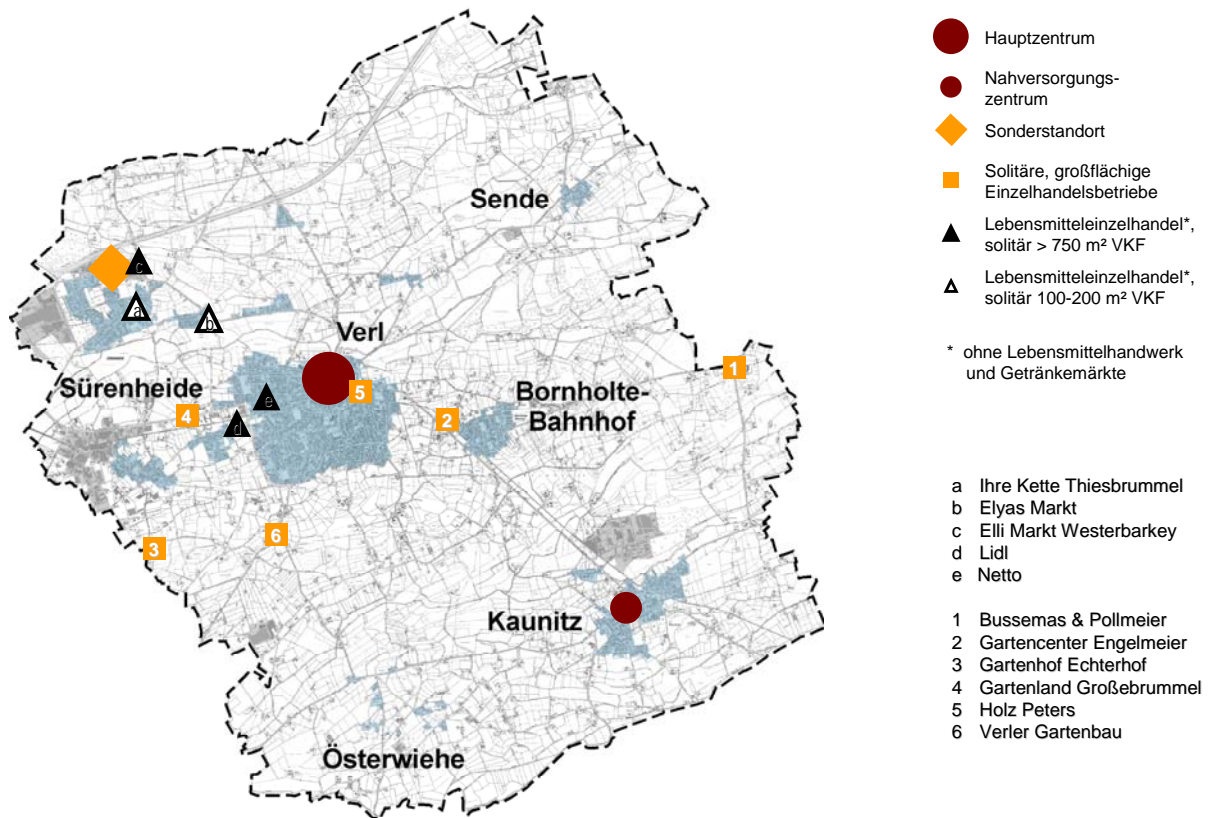 Sende
Verl
Sürenheide
Bornholte-
Bahnhof
Kaunitz
Österwiehe
c
a
b
e
d
1
2
3
4
5
6
Hauptzentrum
Nahversorgungs-
zentrum
Sonderstandort
Solitäre, großflächige
Einzelhandelsbetriebe
Lebensmitteleinzelhandel*,
solitär > 750 m² VKF
Lebensmitteleinzelhandel*,
solitär 100-200 m² VKF
* ohne Lebensmittelhandwerk
und Getränkemärkte
a Ihre Kette Thiesbrummel
b Elyas Markt
c Elli Markt Westerbarkey
d Lidl
e Netto
1 Bussemas & Pollmeier
2 Gartencenter Engelmeier
3 Gartenhof Echterhof
4 Gartenland Großebrummel
5 Holz Peters
6 Verler Gartenbau